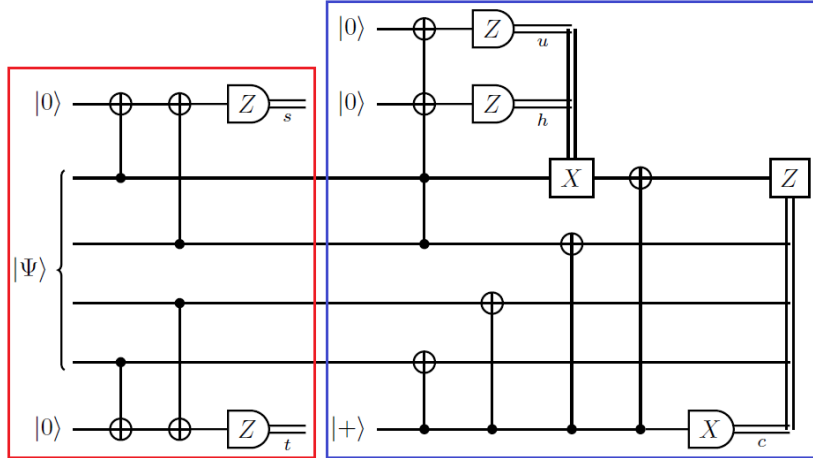 |0⟩ Z u
|0⟩ Z s |0⟩ Z h
X Z
|Ψ⟩
|0⟩ Z t |+⟩ X c